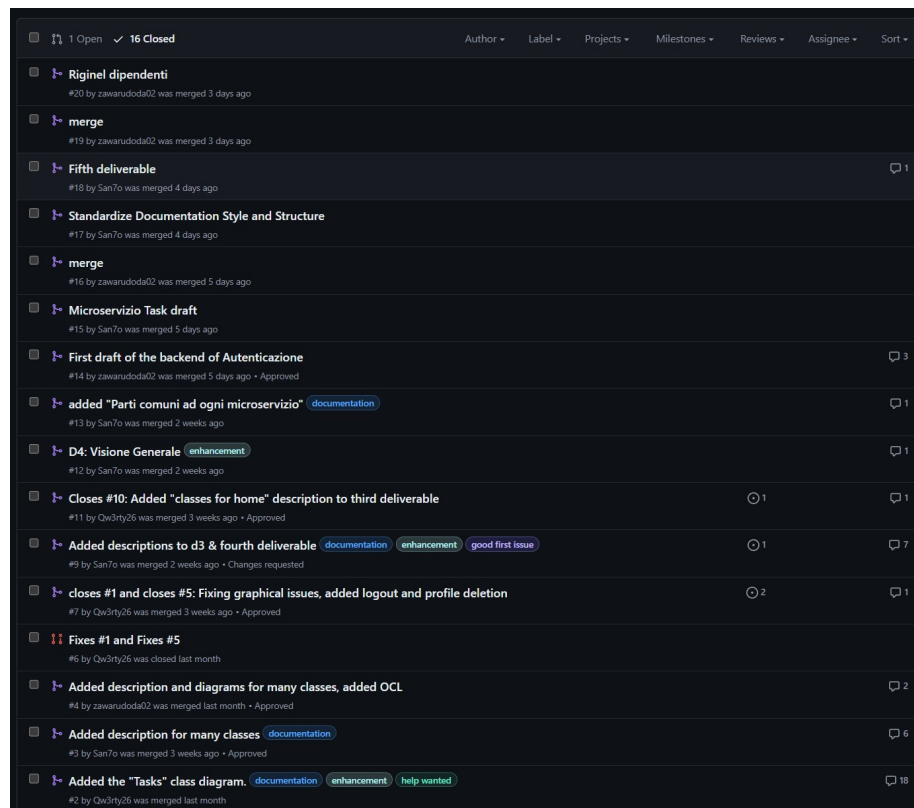 1 Open 16 Closed Author Label Projects Milestones Reviews Assignee Sort
Riginel dipendenti
#20 by zawarudoda02 was merged 3 days ago
merge
#19 by zawarudoda02 was merged 3 days ago
Fifth deliverable 1
#18 by San7o was merged 4 days ago
Standardize Documentation Style and Structure
#17 by San7o was merged 4 days ago
merge
#16 by zawarudoda02 was merged 5 days ago
Microservizio Task draft
#15 by San7o was merged 5 days ago
First draft of the backend of Autenticazione 3
#14 by zawarudoda02 was merged 5 days ago • Approved
added "Parti comuni ad ogni microservizio" documentation 1
#13 by San7o was merged 2 weeks ago
D4: Visione Generale enhancement 1
#12 by San7o was merged 2 weeks ago
Closes #10: Added "classes for home" description to third deliverable 1 1
#11 by Qw3rty26 was merged 3 weeks ago • Approved
Added descriptions to d3 & fourth deliverable documentation enhancement good first issue 1 7
#9 by San7o was merged 2 weeks ago • Changes requested
closes #1 and closes #5: Fixing graphical issues, added logout and profile deletion 2 1
#7 by Qw3rty26 was merged 3 weeks ago • Approved
Fixes #1 and Fixes #5
#6 by Qw3rty26 was closed last month
Added description and diagrams for many classes, added OCL 2
#4 by zawarudoda02 was merged last month • Approved
Added description for many classes documentation 6
#3 by San7o was merged 3 weeks ago • Approved
Added the "Tasks" class diagram. documentation enhancement help wanted 18
#2 by Qw3rty26 was merged last month